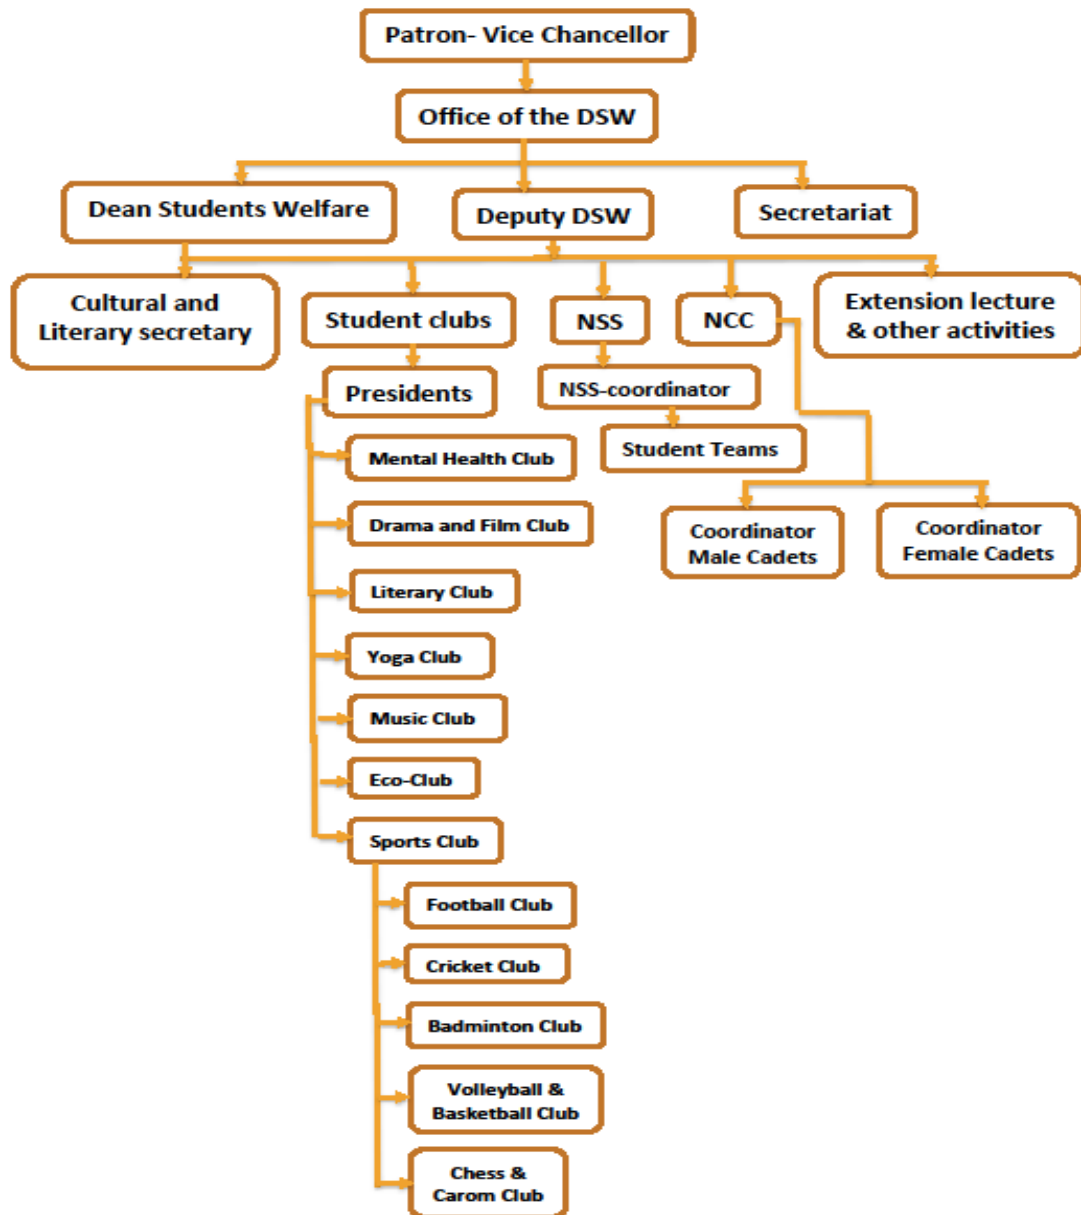 Patron- Vice Chancellor
Office of the DSW
Dean Students Welfare
Deputy DSW
Secretariat
Cultural and
Literary secretary
Student clubs
NSS
NCC
Extension lecture
& other activities
Presidents
NSS-coordinator
Student Teams
Mental Health Club
Drama and Film Club
Coordinator
Male Cadets
Coordinator
Female Cadets
Literary Club
Yoga Club
Music Club
Eco-Club
Sports Club
Football Club
Cricket Club
Badminton Club
Volleyball &
Basketball Club
Chess &
Carom Club